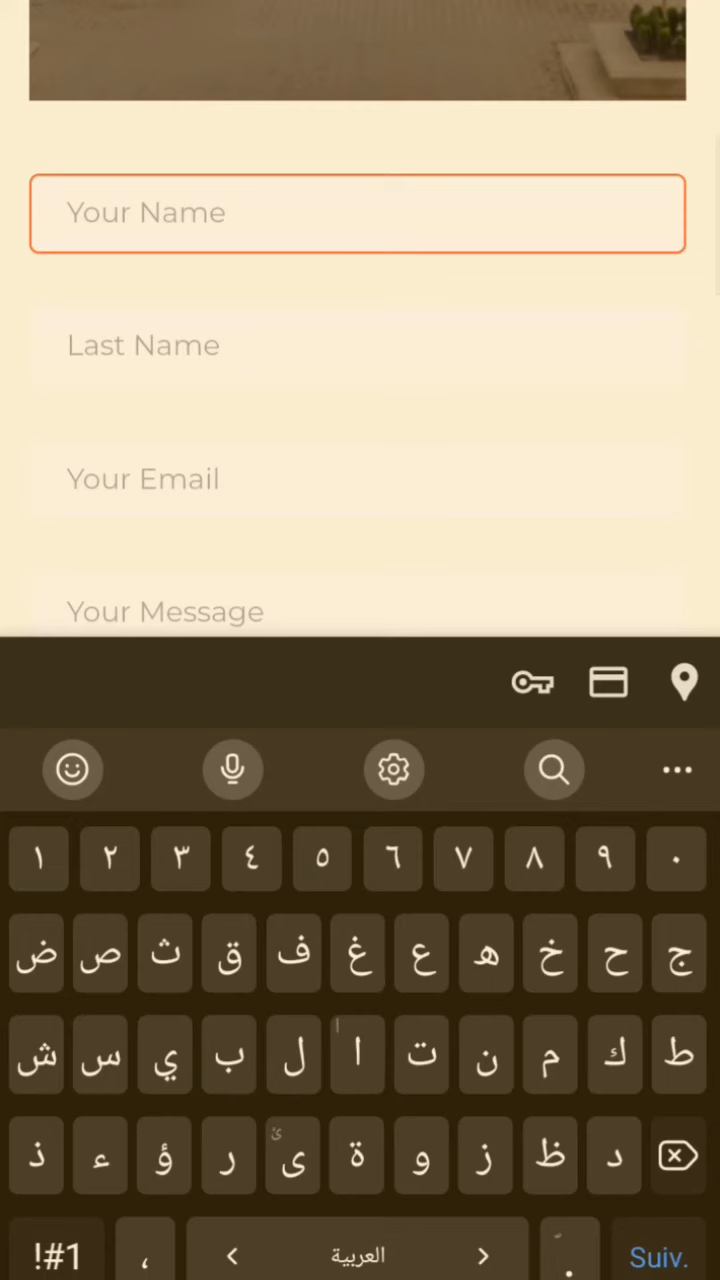 Your Name
Last Name
Your Email
Your Message
١ ٢ ٣ ٤ ٥ ٦ ٧ ٨ ٩ ٠
ض ص ث ق ف غ ع ه خ ح ج
ش س ي ب ل ا ت ن م ك ط
ذ ء ؤ ر ى ئ ة و ز ظ د
!#1 ، < العربية > . Suiv.